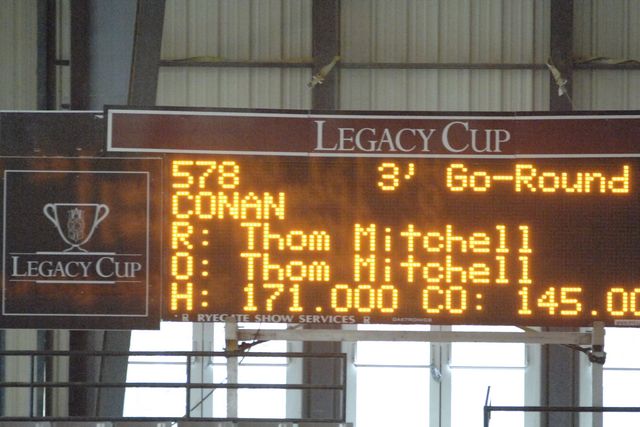 LEGACY CUP
578 3' Go-Round
CONAN
R: Thom Mitchell
O: Thom Mitchell
H: 171.000 CO: 145.00
LEGACY CUP
R RYEGATE SHOW SERVICES R DAKTRONICS